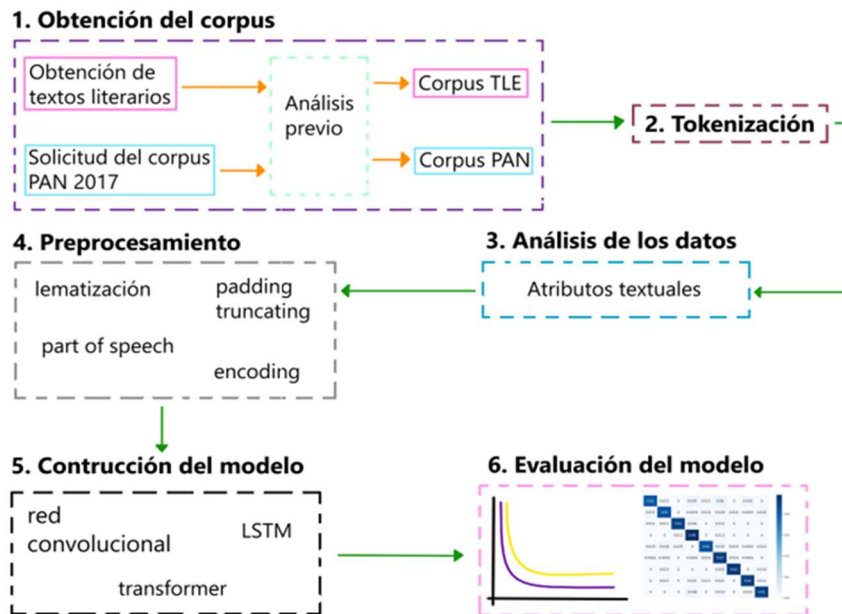 1. Obtención del corpus
Obtención de
textos literarios
Análisis
previo
Corpus TLE
Solicitud del corpus
PAN 2017
Corpus PAN
2. Tokenización
3. Análisis de los datos
Atributos textuales
4. Preprocesamiento
lematización
padding
truncating
part of speech
encoding
5. Contrucción del modelo
red
convolucional
LSTM
transformer
6. Evaluación del modelo